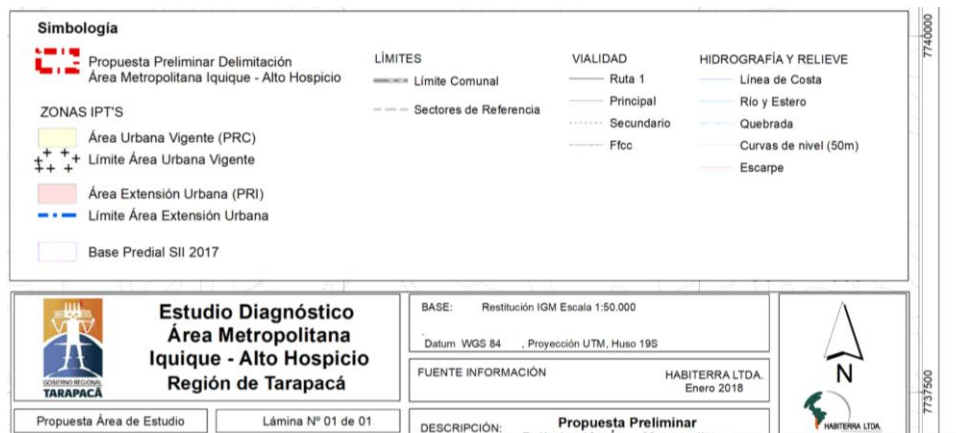 Simbología
Propuesta Preliminar Delimitación
Área Metropolitana Iquique - Alto Hospicio
ZONAS IPT'S
Área Urbana Vigente (PRC)
Límite Área Urbana Vigente
Área Extensión Urbana (PRI)
Límite Área Extensión Urbana
Base Predial SII 2017
LÍMITES
Límite Comunal
Sectores de Referencia
VIALIDAD
Ruta 1
Principal
Secundario
Ffcc
HIDROGRAFÍA Y RELIEVE
Línea de Costa
Río y Estero
Quebrada
Curvas de nivel (50m)
Escarpe
7740000
GOBIERNO REGIONAL
TARAPACÁ
Estudio Diagnóstico
Área Metropolitana
Iquique - Alto Hospicio
Región de Tarapacá
Propuesta Área de Estudio
Lámina Nº 01 de 01
BASE: Restitución IGM Escala 1:50.000
.
Datum WGS 84 , Proyección UTM, Huso 19S
FUENTE INFORMACIÓN
HABITERRA LTDA.
Enero 2018
DESCRIPCIÓN:
Propuesta Preliminar
N
HABITERRA LTDA.
7737500